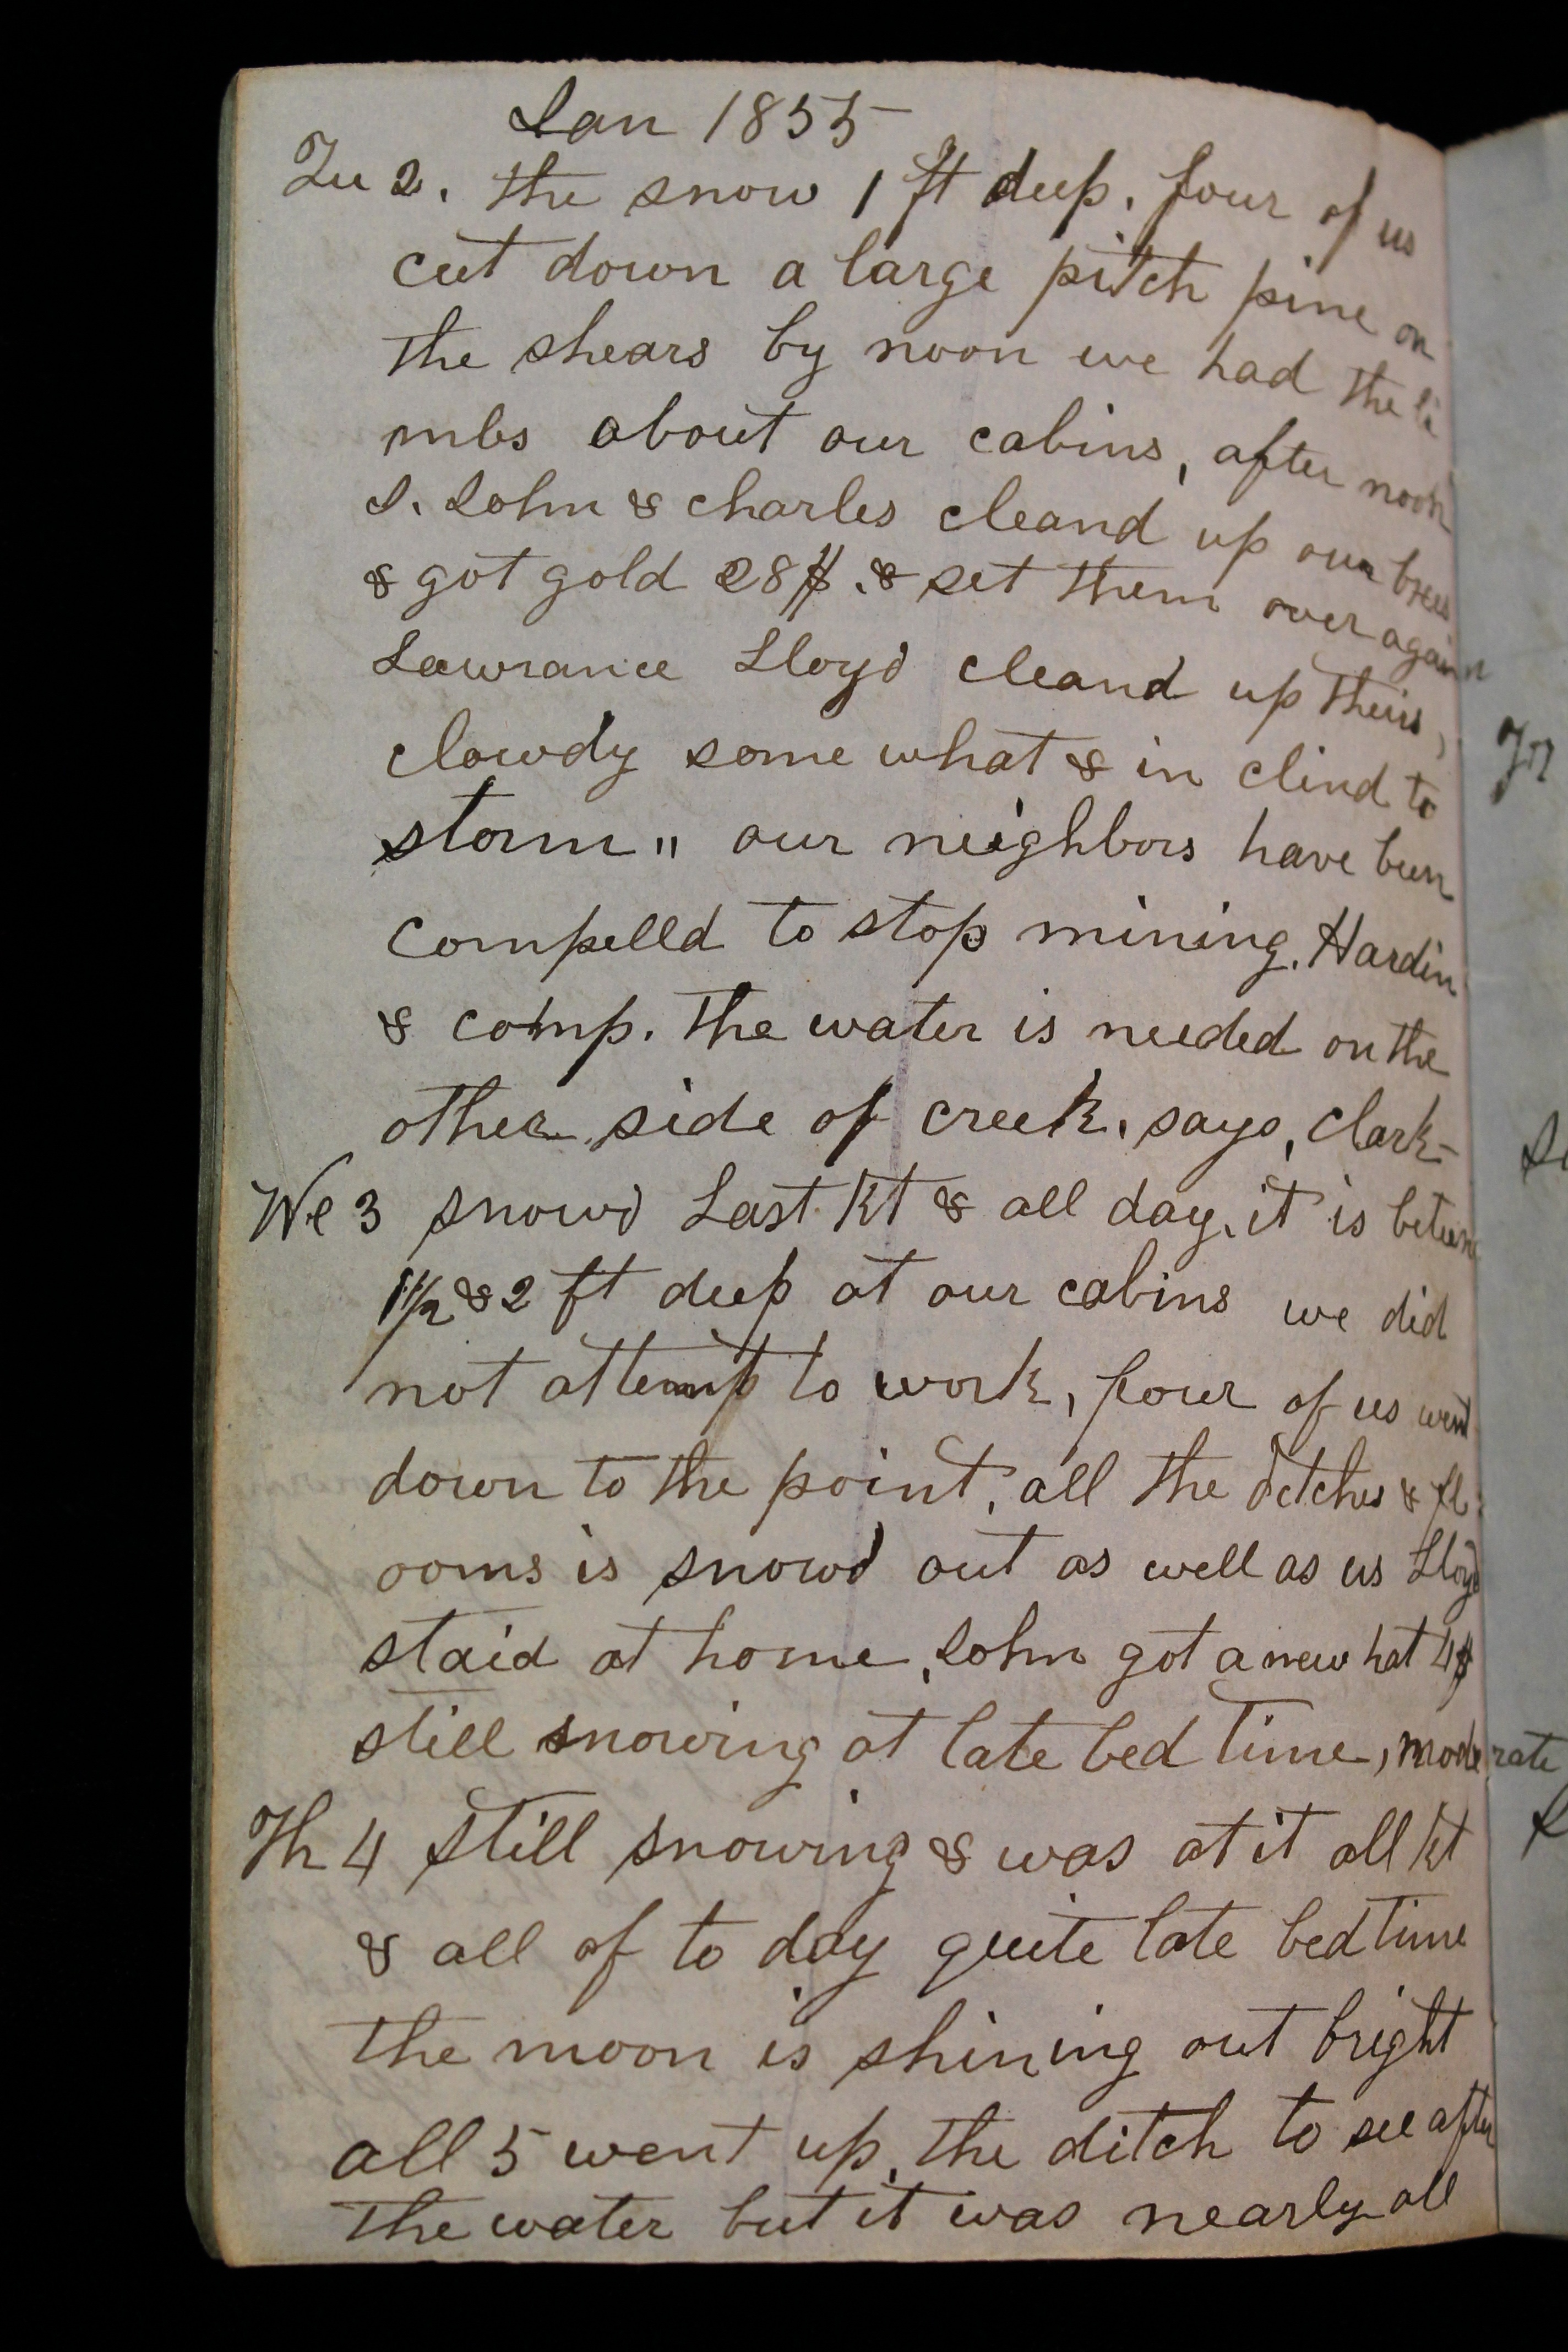 Jan 1855
Tu 2. the snow 1 ft deep. four of us
cut down a large pitch pine on
the shears by noon we had the li
mbs about our cabins, after noon
J. John & charles cleand up our
& got gold 28$. & set them over again
Lawrance Lloyd cleand up theirs,
clowdy some what & in clind to
storm " our neighbors have been
compelld to stop mining. Hardin
& comp. the water is needed on the
other side of creek. says, Clark
We 3 snowd Last Kt & all day. it is between
1 1/2 & 2 ft deep at our cabins we did
not attempt to work, four of us went
down to the point, all the ditches & fl
ooms is snowd out as well as us Lloyd
staid at home, John got a new hat 4$
still snowing at late bed time, moderate
Th 4 still snowing & was at it all Kt
& all of to day quite late bed time
the moon is shining out bright
all 5 went up the ditch to see after
the water but it was nearly all